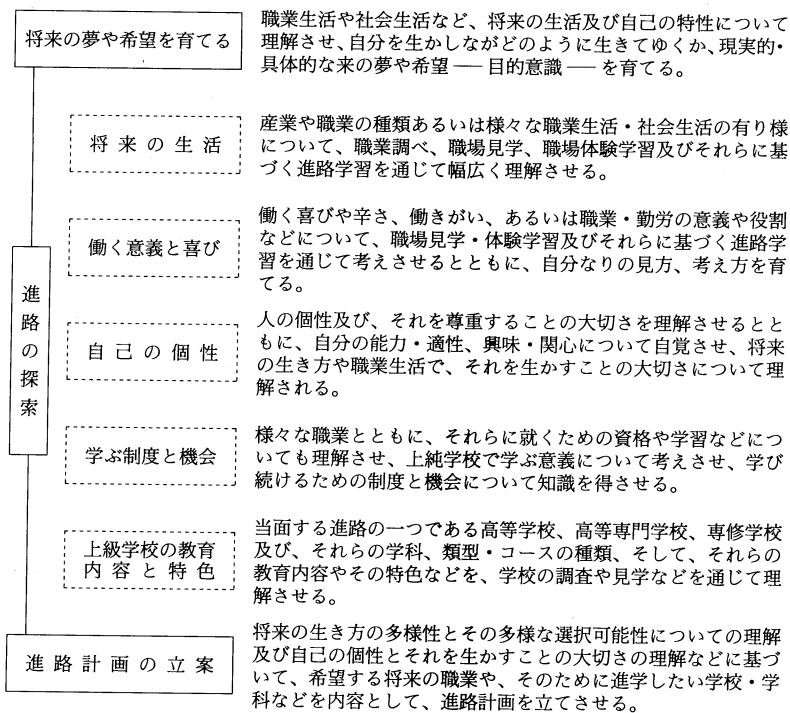 将来の夢や希望を育てる
職業生活や社会生活など、将来の生活及び自己の特性について
理解させ、自分を生かしながどのように生きてゆくか、現実的・
具体的な来の夢や希望 ── 目的意識 ── を育てる。
将来の生活
産業や職業の種類あるいは様々な職業生活・社会生活の有り様
について、職業調べ、職場見学、職場体験学習及びそれらに基
づく進路学習を通じて幅広く理解させる。
進路の探索
働く意義と喜び
働く喜びや辛さ、働きがい、あるいは職業・勤労の意義や役割
などについて、職場見学・体験学習及びそれらに基づく進路学
習を通じて考えさせるとともに、自分なりの見方、考え方を育
てる。
自己の個性
人の個性及び、それを尊重することの大切さを理解させるとと
もに、自分の能力・適性、興味・関心について自覚させ、将来
の生き方や職業生活で、それを生かすことの大切さについて理
解される。
学ぶ制度と機会
様々な職業とともに、それらに就くための資格や学習などにつ
いても理解させ、上純学校で学ぶ意義について考えさせ、学び
続けるための制度と機会について知識を得させる。
上級学校の教育
内容と特色
当面する進路の一つである高等学校、高等専門学校、専修学校
及び、それらの学科、類型・コースの種類、そして、それらの
教育内容やその特色などを、学校の調査や見学などを通じて理
解させる。
進路計画の立案
将来の生き方の多様性とその多様な選択可能性についての理解
及び自己の個性とそれを生かすことの大切さの理解などに基づ
いて、希望する将来の職業や、そのために進学したい学校・学
科などを内容として、進路計画を立てさせる。